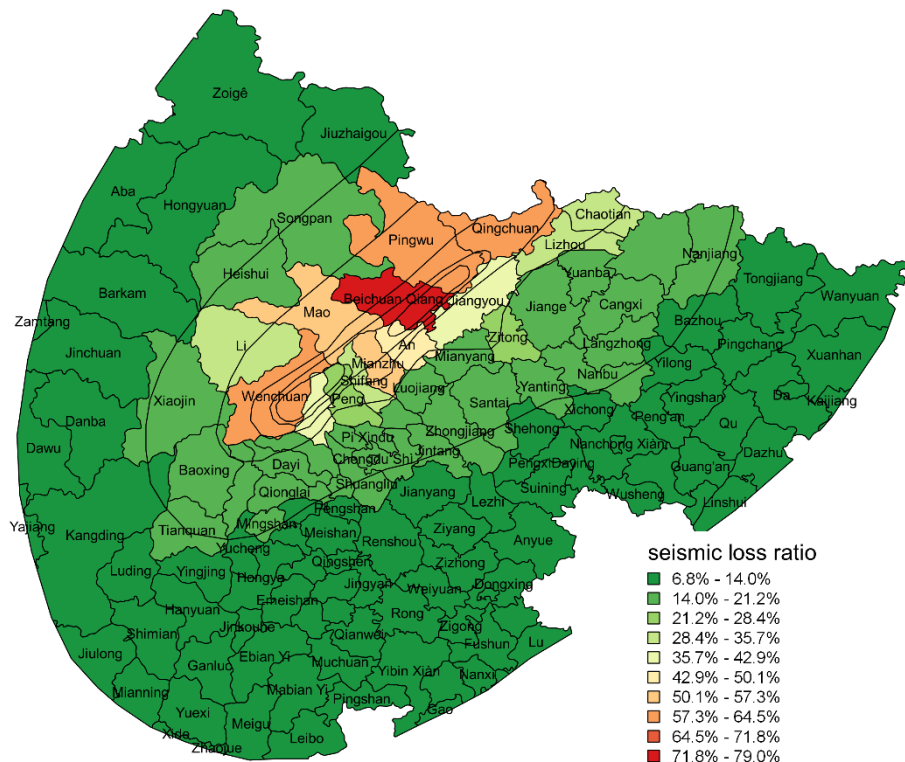 Zoigê
Jiuzhaigou
Aba
Hongyuan
Songpan
Chaotian
Pingwu
Qingchuan
Lizhou
Nanjiang
Heishui
Yuanba
Tongjiang
Barkam
Beichuan Qiang
Jiangyou
Jiange
Cangxi
Wanyuan
Zamtang
Mao
Bazhou
Jinchuan
Li
An
Zitong
Langzhong
Pingchang
Xuanhan
Mianyang
Mianzhu
Nanbu
Yilong
Shifang
Luojiang
Yanting
Yingshan
Da
Kaijiang
Danba
Xiaojin
Wenchuan
Peng
Santai
Xichong
Peng'an
Qu
Dawu
Pi Xindu
Zhongjiang
Shehong
Nanchong Xian
Dazhu
Baoxing
Dayi
Chengdu Shi
Jintang
PengxiDaying
Guang'an
Qionglai
Shuangliu
Jianyang
Suining
Wusheng
Linshui
Yajiang
Kangding
Tianquan
Mingshan
Pengshan
Lezhi
Meishan
Renshou
Ziyang
Anyue
Yucheng
Luding
Yingjing
Hongya
Qingshen
Zizhong
Jingyan
Weiyuan
Dongxing
Hanyuan
Emeishan
Rong
Shimian
Jinkouhe
Qianwei
Zigong
Fushun
Lu
Jiulong
Ganluo
Ebian Yi
Muchuan
Yibin Xian
Nanxi
Mianning
Mabian Yi
Pingshan
Yuexi
Meigu
Gao
Xide
Leibo
Zhaojue
seismic loss ratio
6.8% - 14.0%
14.0% - 21.2%
21.2% - 28.4%
28.4% - 35.7%
35.7% - 42.9%
42.9% - 50.1%
50.1% - 57.3%
57.3% - 64.5%
64.5% - 71.8%
71.8% - 79.0%